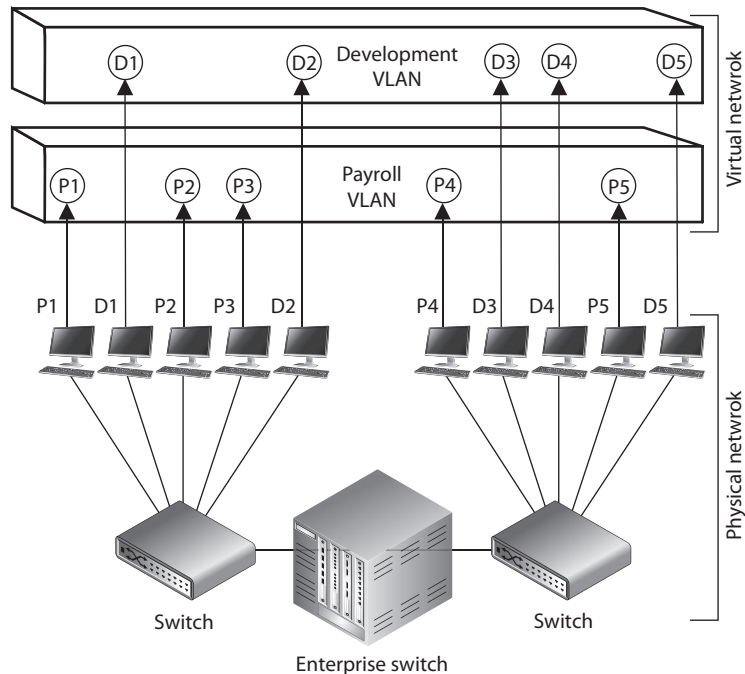 D1
D2
Development
VLAN
D3
D4
D5
Virtual netwrok
P1
P2
P3
Payroll
VLAN
P4
P5
P1
D1
P2
P3
D2
P4
D3
D4
P5
D5
Physical netwrok
Switch
Switch
Enterprise switch